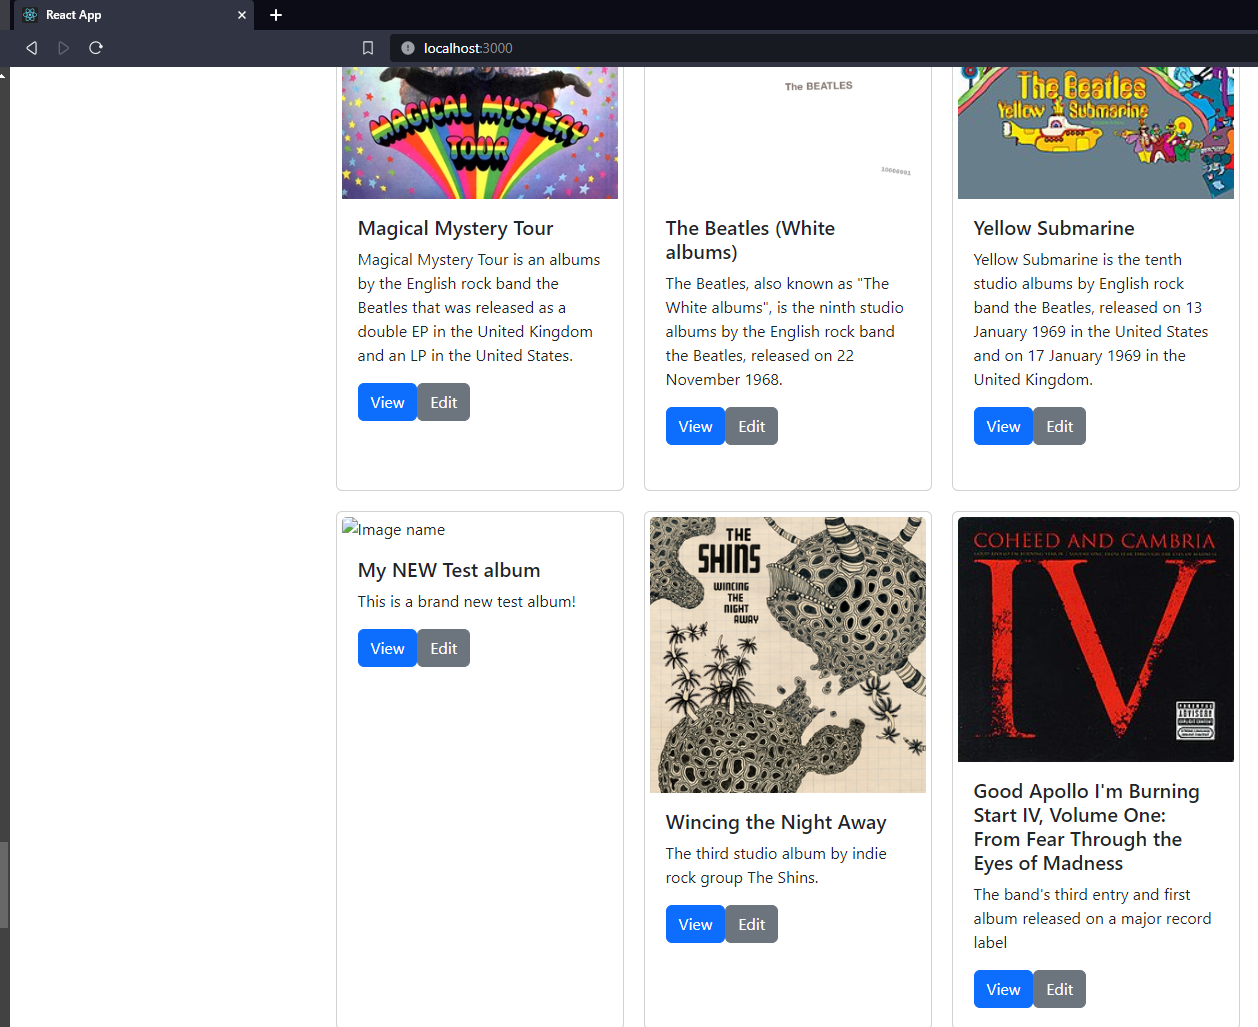 React App
localhost:3000
MAGICAL MYSTERY
TOUR
The BEATLES
The Beatles
Yellow Submarine
Magical Mystery Tour
Magical Mystery Tour is an albums
by the English rock band the
Beatles that was released as a
double EP in the United Kingdom
and an LP in the United States.
View Edit
The Beatles (White
albums)
The Beatles, also known as "The
White albums", is the ninth studio
albums by the English rock band
the Beatles, released on 22
November 1968.
View Edit
Yellow Submarine
Yellow Submarine is the tenth
studio albums by English rock
band the Beatles, released on 13
January 1969 in the United States
and on 17 January 1969 in the
United Kingdom.
View Edit
Image name
My NEW Test album
This is a brand new test album!
View Edit
THE
SHINS
WINCING
THE
NIGHT
AWAY
Wincing the Night Away
The third studio album by indie
rock group The Shins.
View Edit
COHEED AND CAMBRIA
IV
PARENTAL
ADVISORY
EXPLICIT CONTENT
Good Apollo I'm Burning
Start IV, Volume One:
From Fear Through the
Eyes of Madness
The band's third entry and first
album released on a major record
label
View Edit